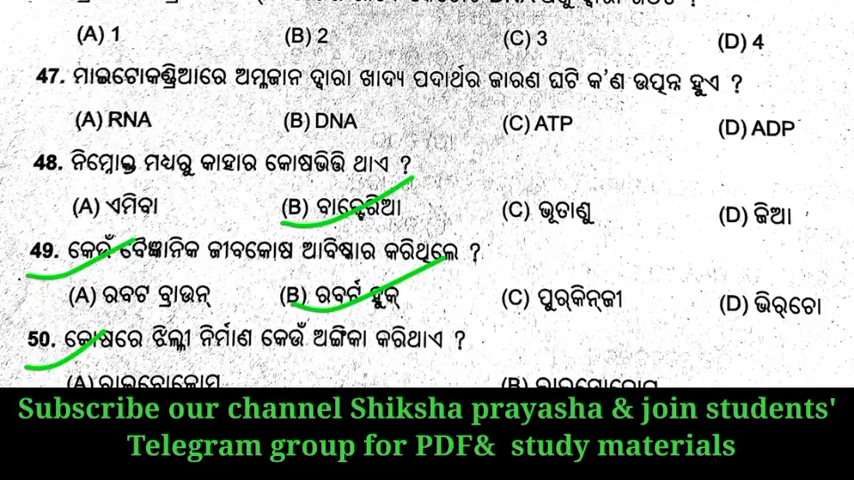 (A) 1 (B) 2 (C) 3 (D) 4
47. ମାଇଟୋକଣ୍ଡ୍ରିଆରେ ଅମ୍ଳଜାନ ଦ୍ୱାରା ଖାଦ୍ୟ ପଦାର୍ଥର ଜାରଣ ଘଟି କ'ଣ ଉତ୍ପନ୍ନ ହୁଏ ?
(A) RNA (B) DNA (C) ATP (D) ADP
48. ନିମ୍ନୋକ୍ତ ମଧ୍ୟରୁ କାହାର କୋଷଭିତ୍ତି ଥାଏ ?
(A) ଏମିବା (B) ବାକ୍ଟେରିଆ (C) ଭୂତାଣୁ (D) ଜିଆ
49. କେଉଁ ବୈଜ୍ଞାନିକ ଜୀବକୋଷ ଆବିଷ୍କାର କରିଥିଲେ ?
(A) ରବଟ ବ୍ରାଉନ୍ (B) ରବର୍ଟ ହୁକ୍ (C) ପୁର୍‌କିନ୍‌ଜୀ (D) ଭିର୍‌ଚୋ
50. କୋଷରେ ଝିଲ୍ଲୀ ନିର୍ମାଣ କେଉଁ ଅଙ୍ଗିକା କରିଥାଏ ?
(A) (B)
Subscribe our channel Shiksha prayasha & join students'
Telegram group for PDF& study materials